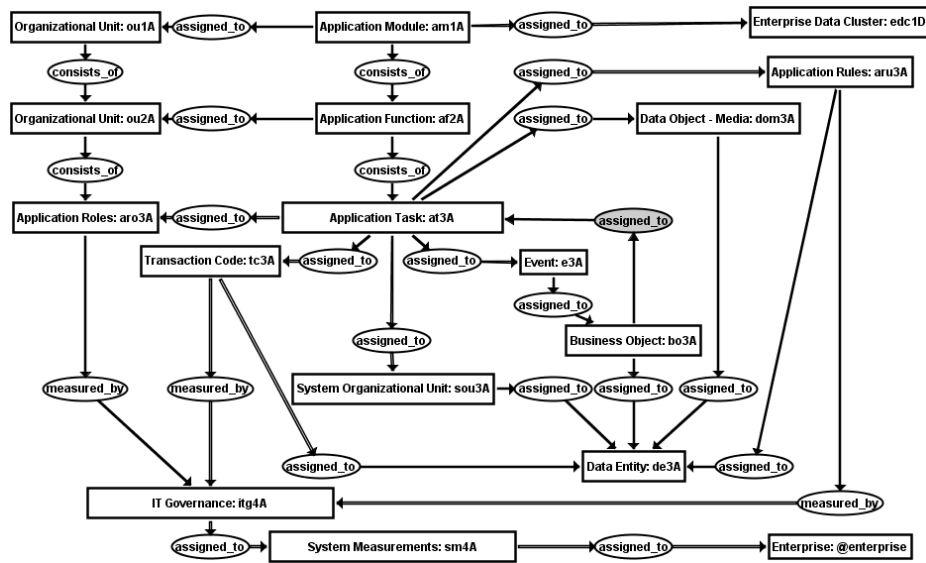 Organizational Unit: ou1A
assigned_to
Application Module: am1A
assigned_to
Enterprise Data Cluster: edc1D
consists_of
consists_of
assigned_to
Application Rules: aru3A
Organizational Unit: ou2A
assigned_to
Application Function: af2A
assigned_to
Data Object - Media: dom3A
consists_of
consists_of
Application Roles: aro3A
assigned_to
Application Task: at3A
assigned_to
Transaction Code: tc3A
assigned_to
assigned_to
Event: e3A
assigned_to
assigned_to
Business Object: bo3A
measured_by
measured_by
System Organizational Unit: sou3A
assigned_to
assigned_to
assigned_to
assigned_to
Data Entity: de3A
assigned_to
IT Governance: itg4A
measured_by
assigned_to
System Measurements: sm4A
assigned_to
Enterprise: @enterprise